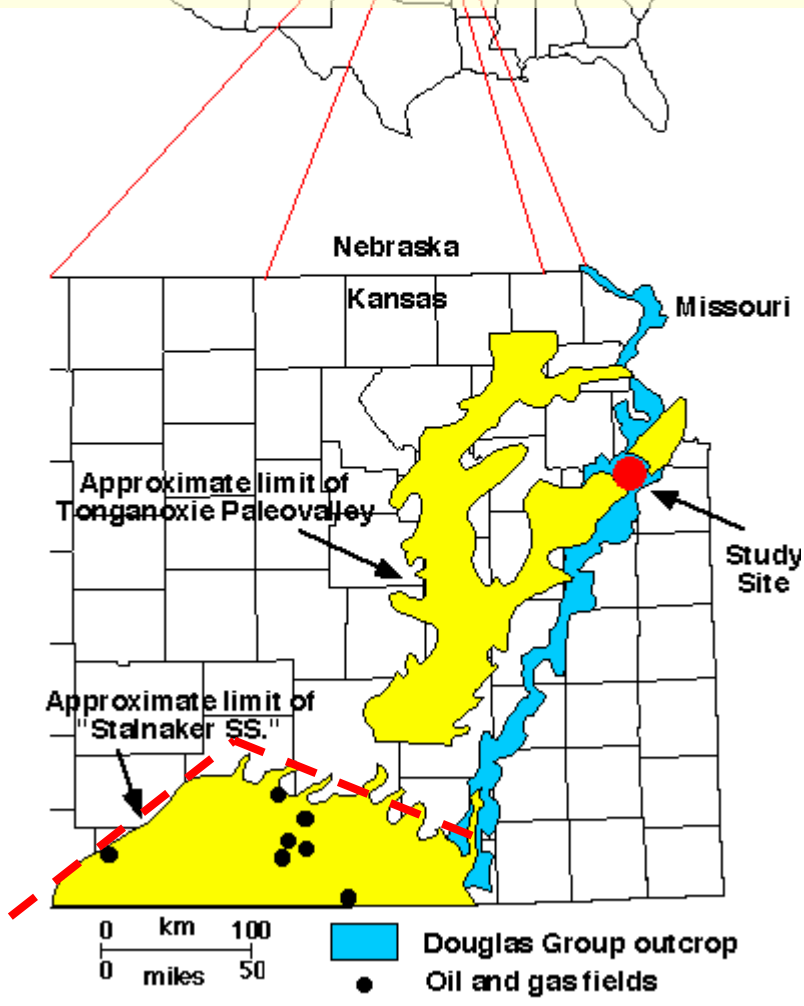 Nebraska
Kansas
Missouri
Approximate limit of
Tonganoxie Paleovalley
Study
Site
Approximate limit of
"Stalnaker SS."
0 km 100
0 miles 50
Douglas Group outcrop
Oil and gas fields